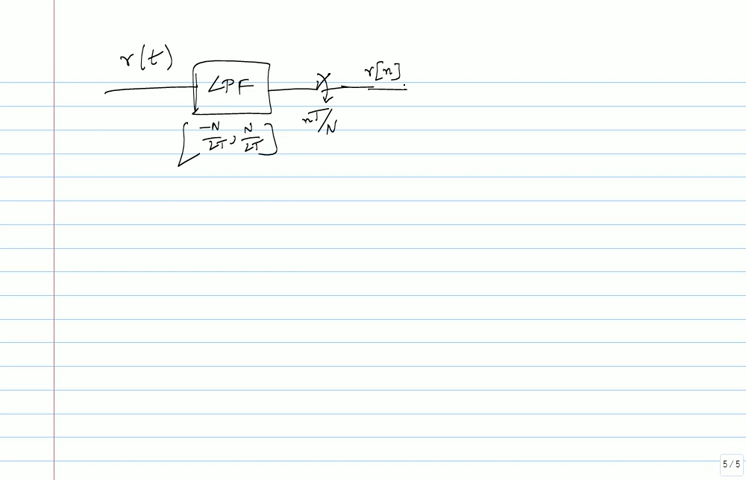 r(t)
LPF
r[n]
[-N/2T, N/2T]
nT/N
5 / 5